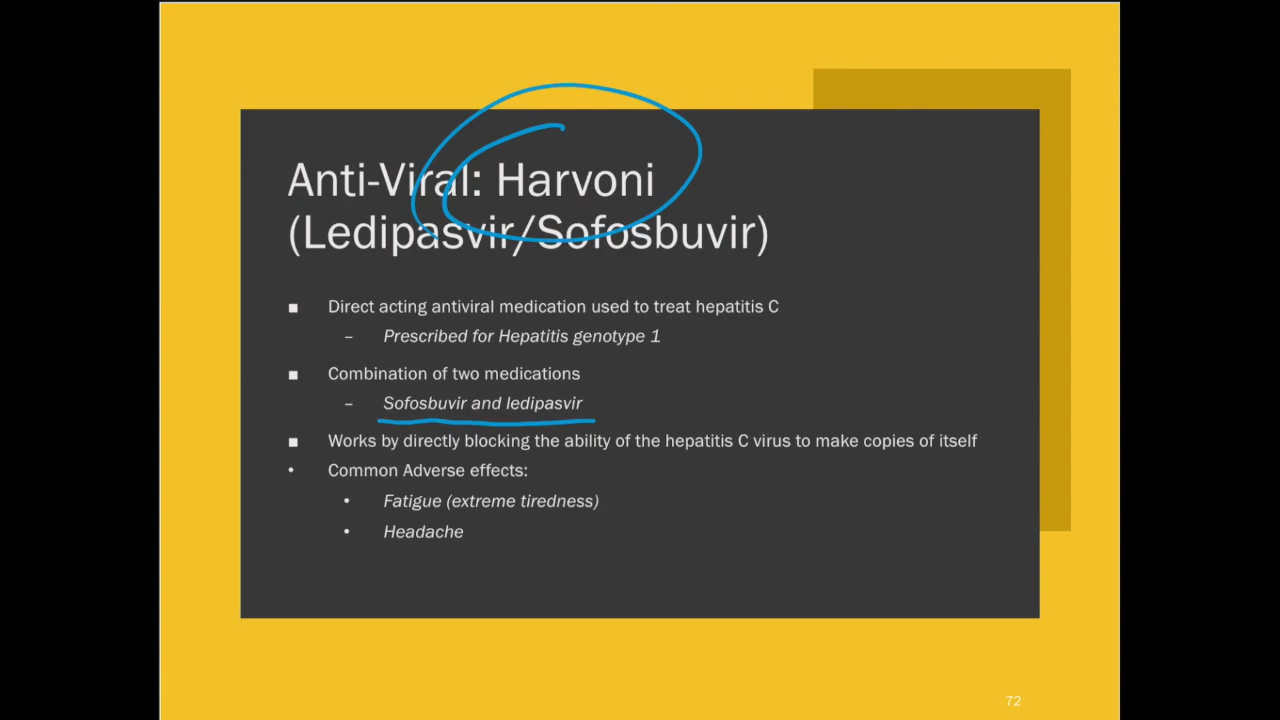 Anti-Viral: Harvoni
(Ledipasvir/Sofosbuvir)
■ Direct acting antiviral medication used to treat hepatitis C
– Prescribed for Hepatitis genotype 1
■ Combination of two medications
– Sofosbuvir and ledipasvir
■ Works by directly blocking the ability of the hepatitis C virus to make copies of itself
• Common Adverse effects:
• Fatigue (extreme tiredness)
• Headache
72